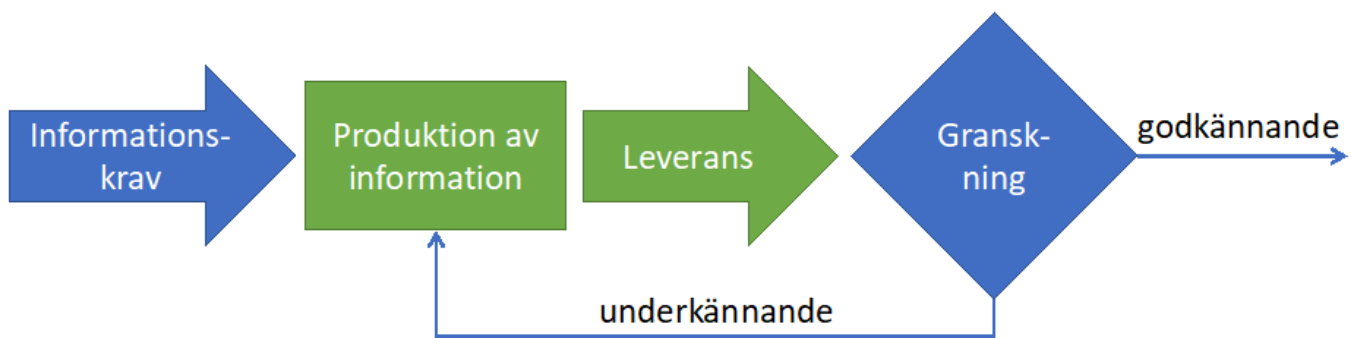 Informations-
krav
Produktion av
information
Leverans
Gransk-
ning
godkännande
underkännande